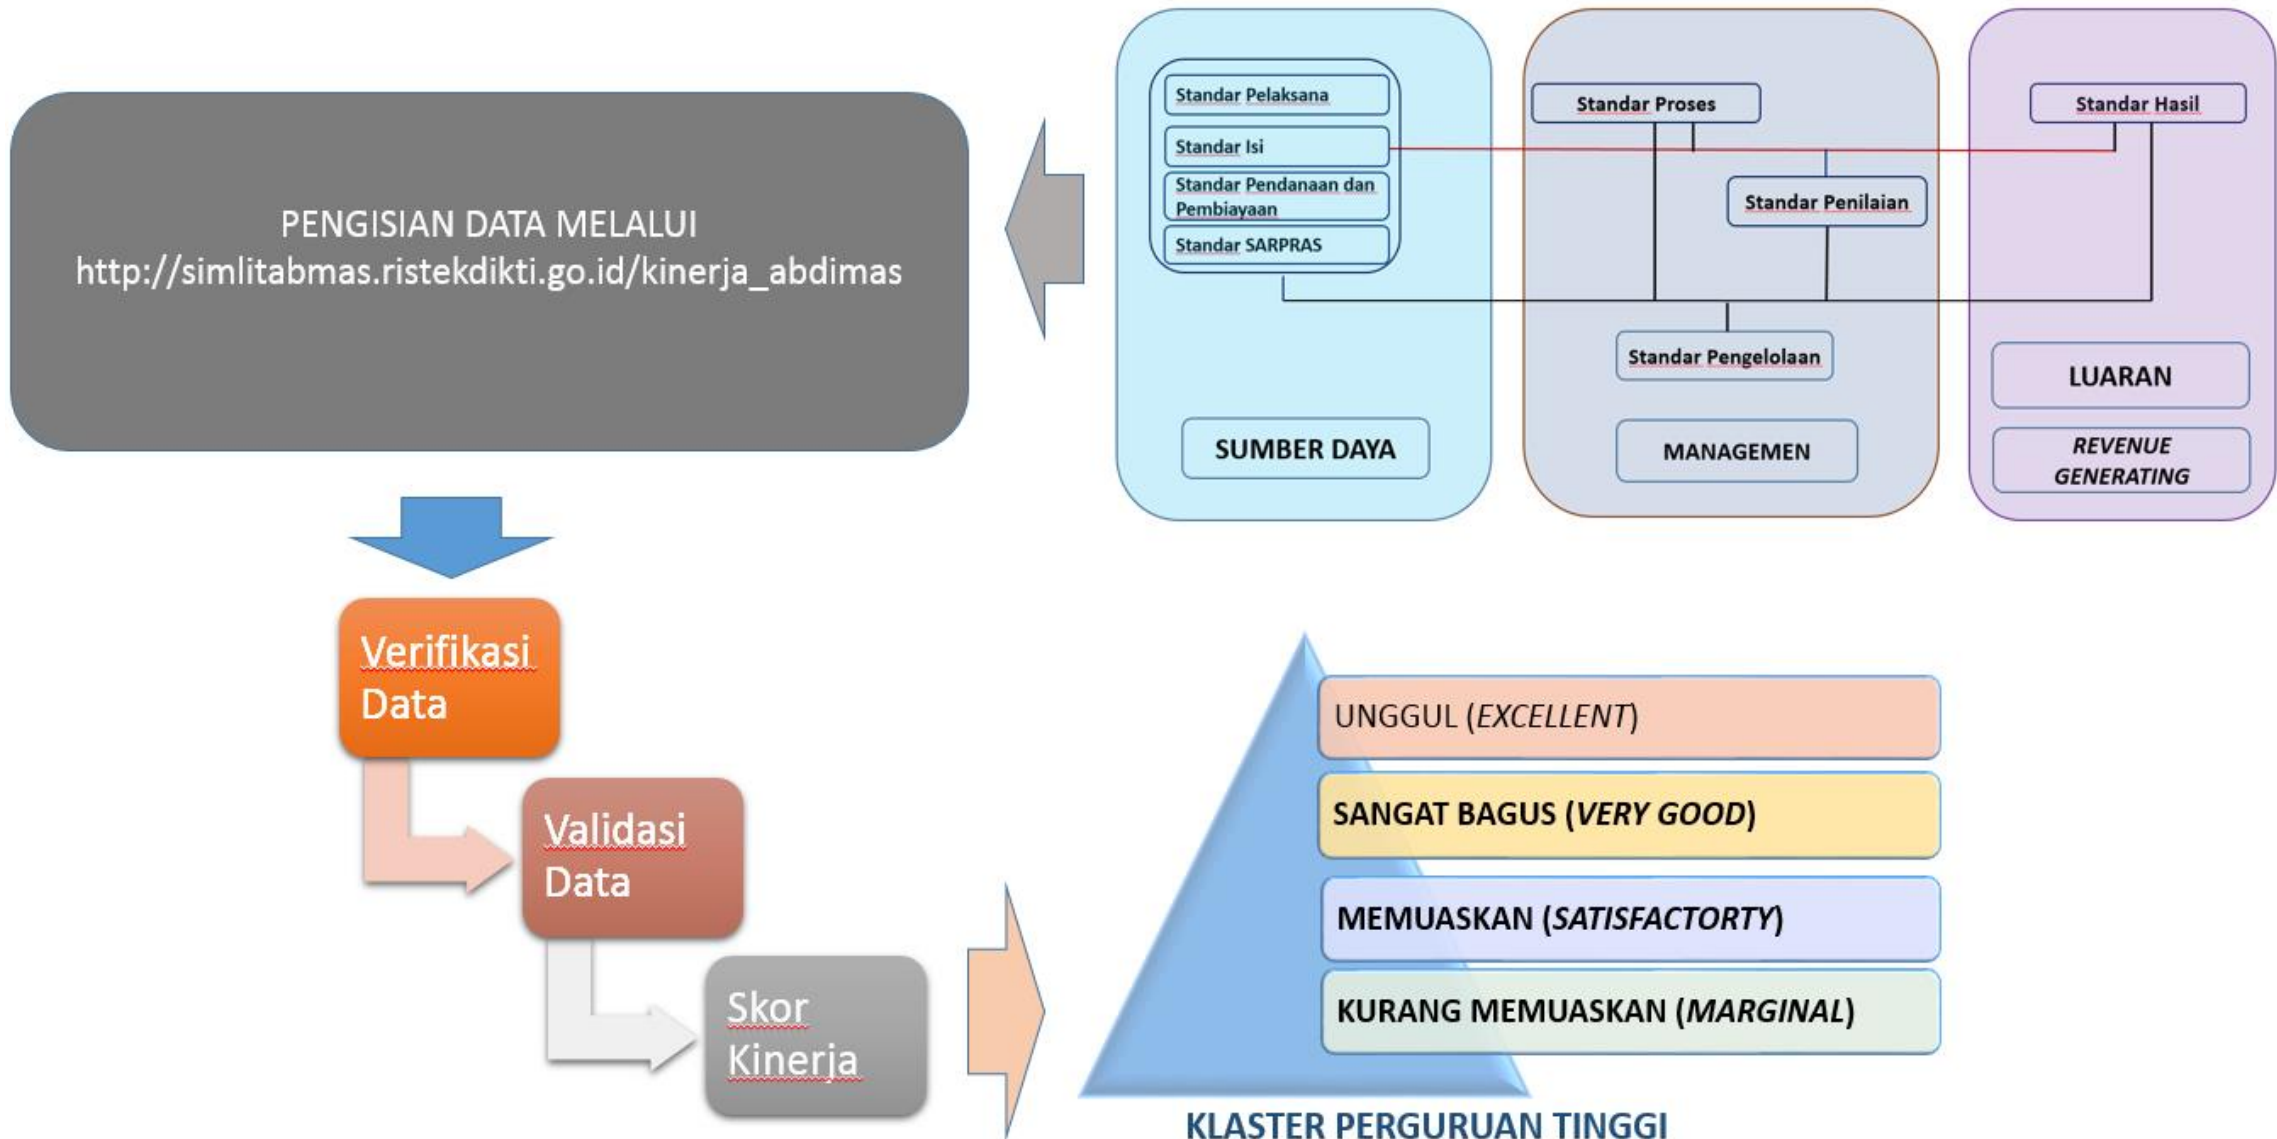 PENGISIAN DATA MELALUI
http://simlitabmas.ristekdikti.go.id/kinerja_abdimas
Standar Pelaksana
Standar Isi
Standar Pendanaan dan
Pembiayaan
Standar SARPRAS
SUMBER DAYA
Standar Proses
Standar Penilaian
Standar Pengelolaan
MANAGEMEN
Standar Hasil
LUARAN
REVENUE
GENERATING
Verifikasi
Data
Validasi
Data
Skor
Kinerja
UNGGUL (EXCELLENT)
SANGAT BAGUS (VERY GOOD)
MEMUASKAN (SATISFACTORTY)
KURANG MEMUASKAN (MARGINAL)
KLASTER PERGURUAN TINGGI